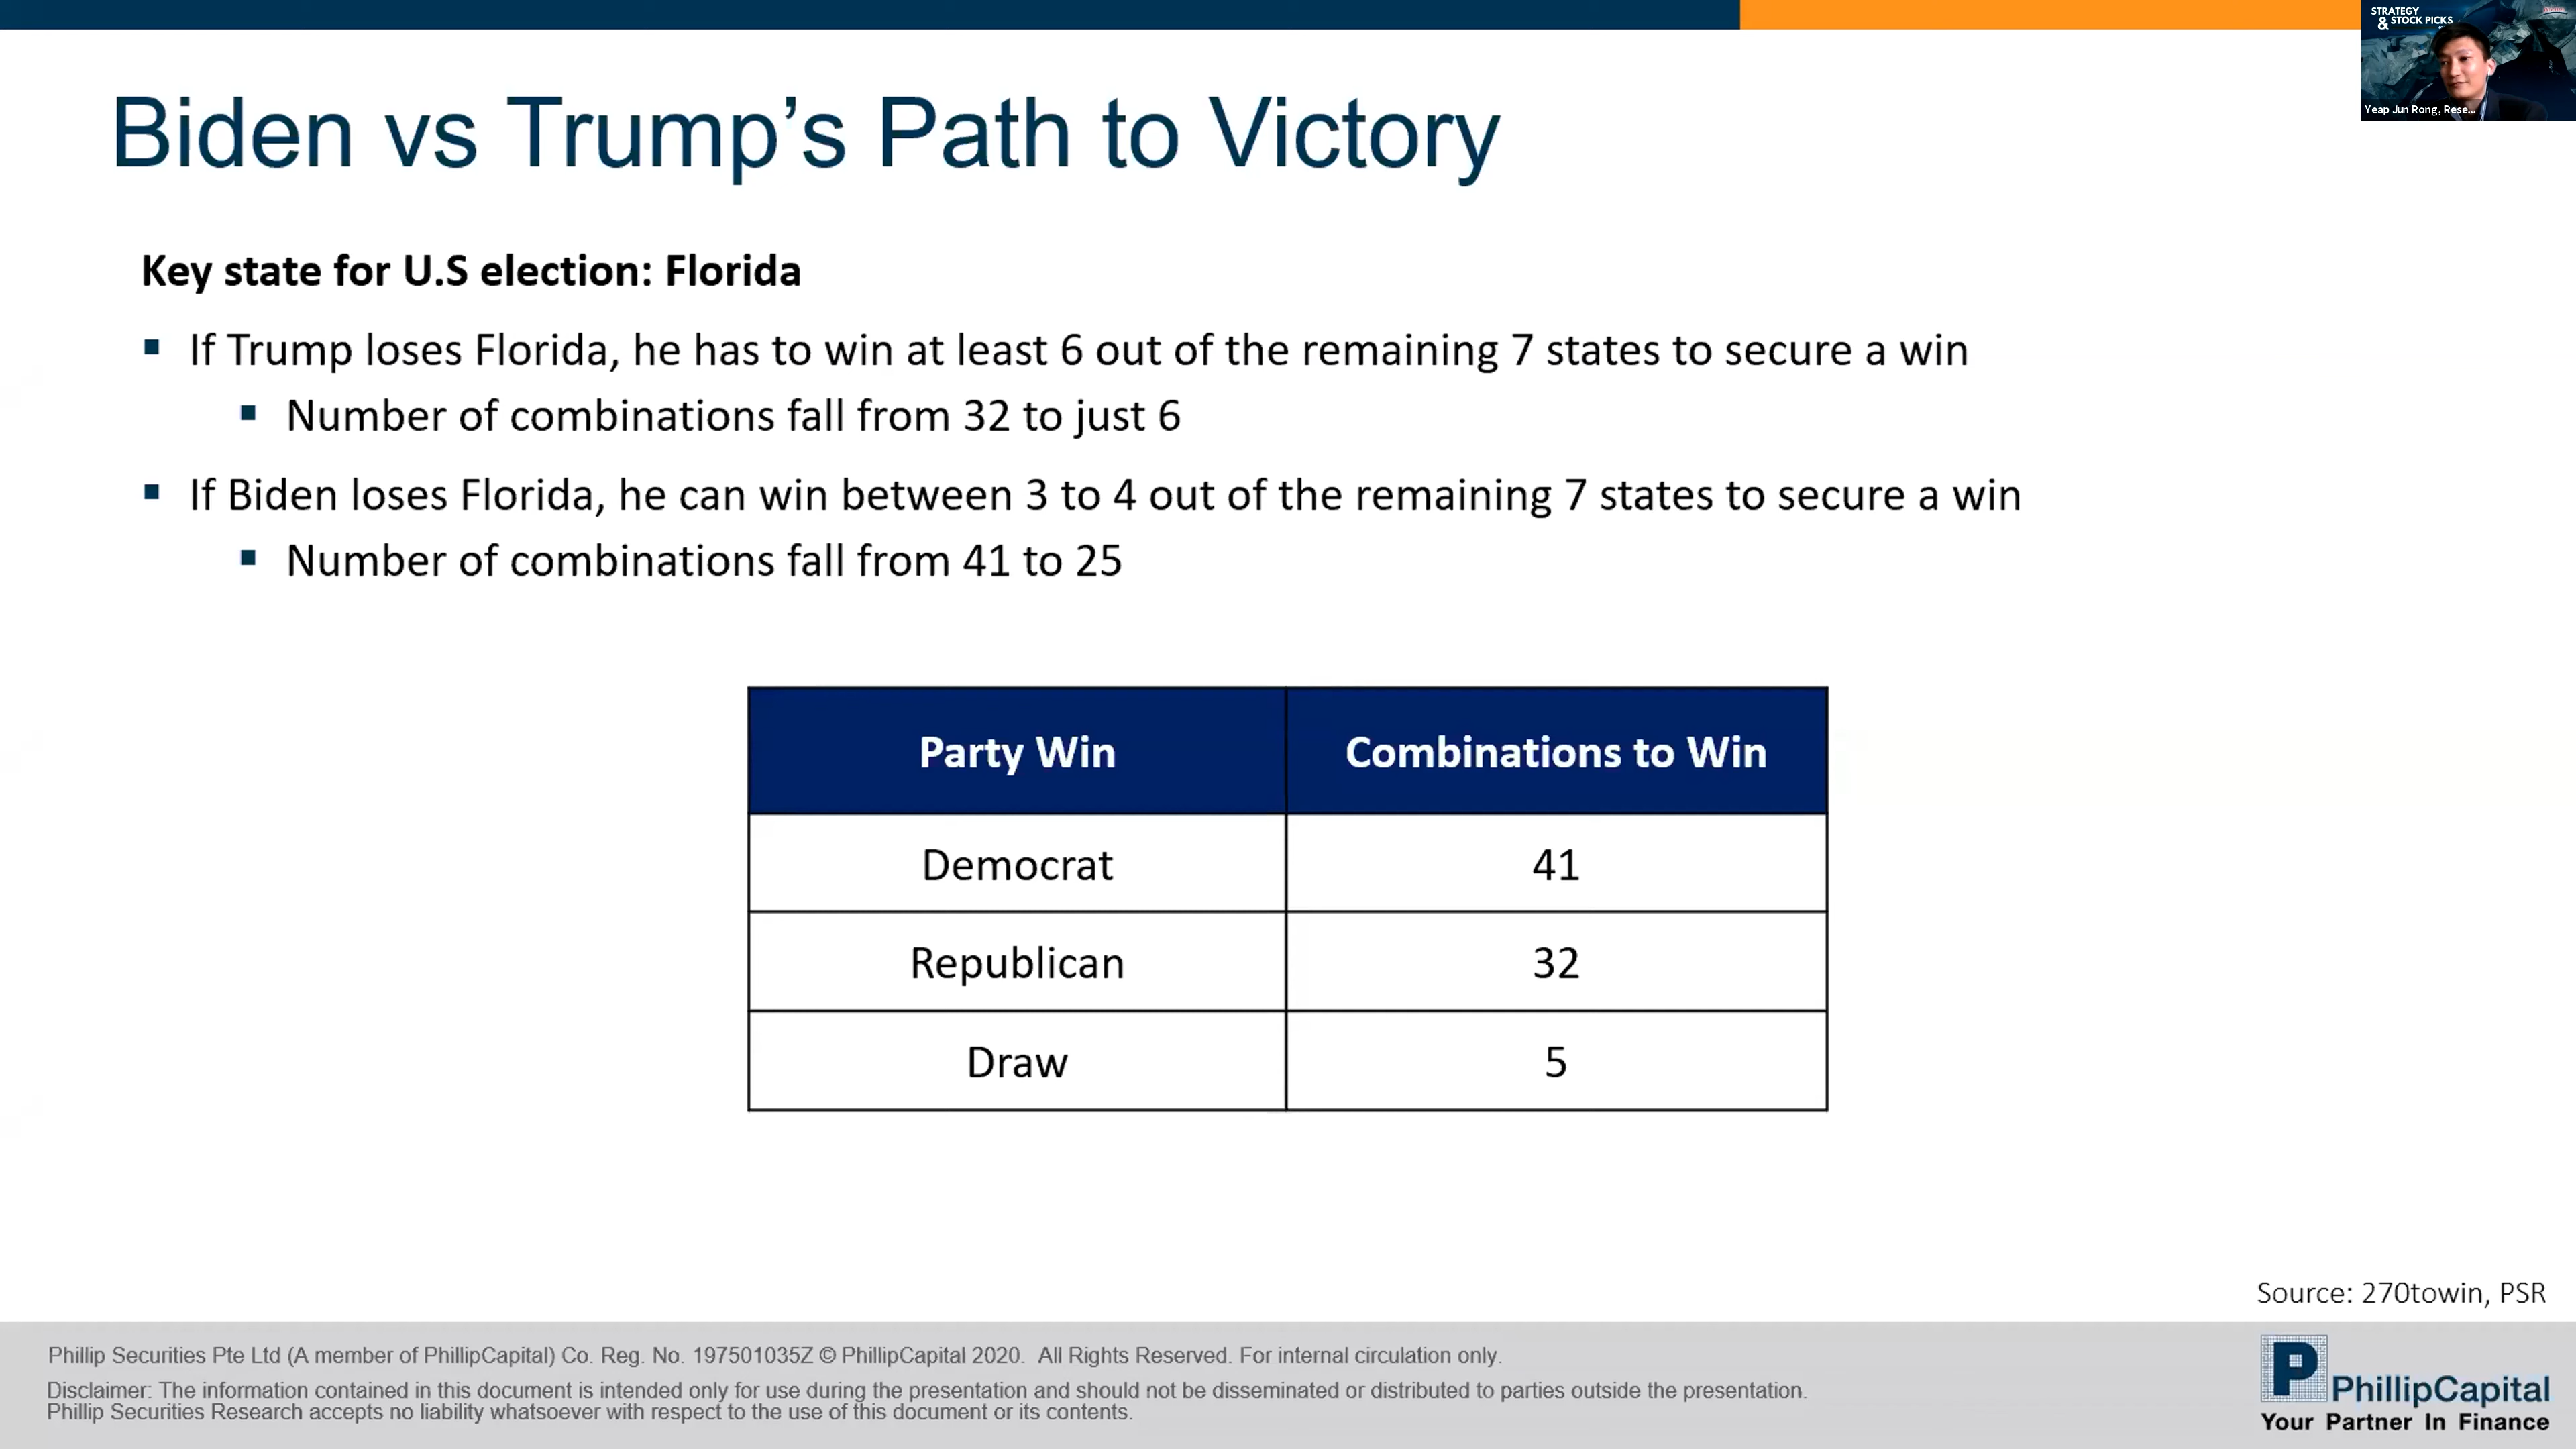 STRATEGY
& STOCK PICKS
Yeap Jun Rong, Rese...
Biden vs Trump’s Path to Victory
Key state for U.S election: Florida
▪ If Trump loses Florida, he has to win at least 6 out of the remaining 7 states to secure a win
▪ Number of combinations fall from 32 to just 6
▪ If Biden loses Florida, he can win between 3 to 4 out of the remaining 7 states to secure a win
▪ Number of combinations fall from 41 to 25
Party Win Combinations to Win
Democrat 41
Republican 32
Draw 5
Source: 270towin, PSR
Phillip Securities Pte Ltd (A member of PhillipCapital) Co. Reg. No. 197501035Z © PhillipCapital 2020. All Rights Reserved. For internal circulation only.
Disclaimer: The information contained in this document is intended only for use during the presentation and should not be disseminated or distributed to parties outside the presentation.
Phillip Securities Research accepts no liability whatsoever with respect to the use of this document or its contents.
P PhillipCapital
Your Partner In Finance